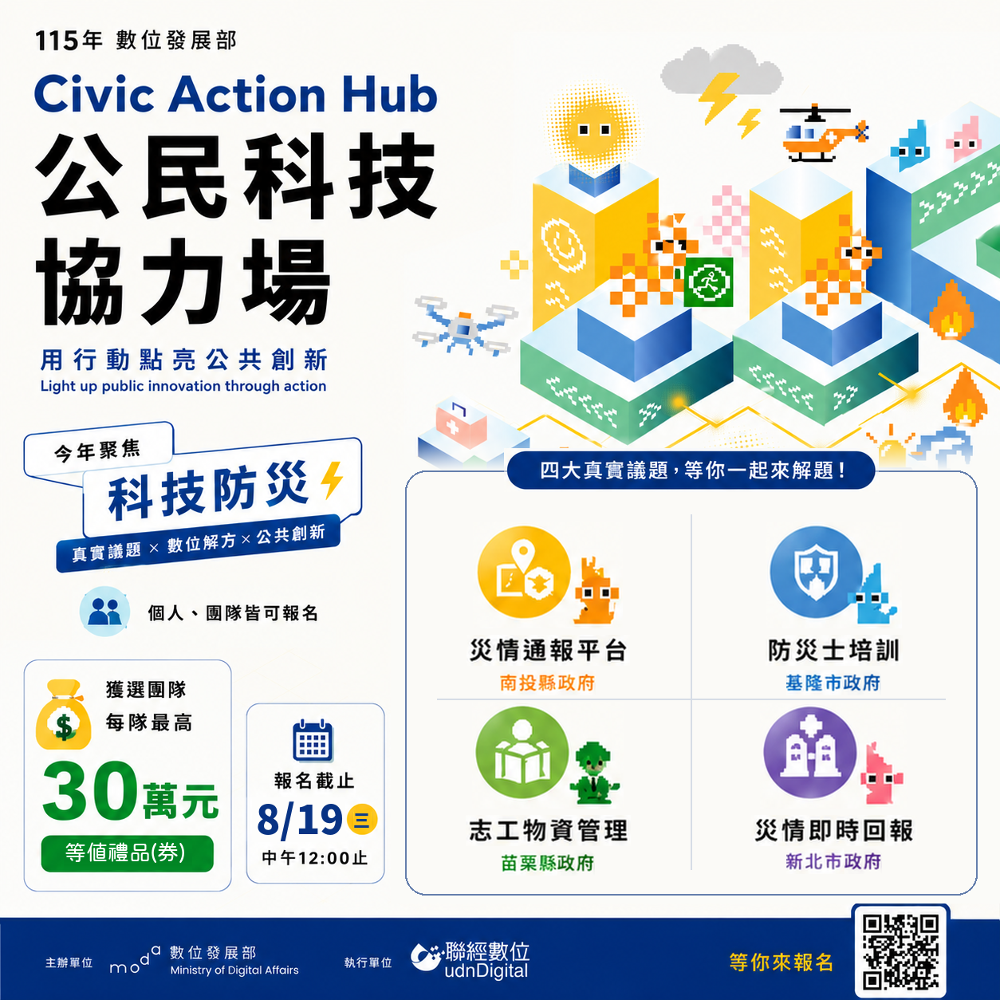 115年 數位發展部
Civic Action Hub
公民科技
協力場
用行動點亮公共創新
Light up public innovation through action
今年聚焦
科技防災
真實議題 × 數位解方 × 公共創新
個人、團隊皆可報名
獲選團隊
每隊最高
30萬元
等值禮品(券)
報名截止
8/19 三
中午12:00止
四大真實議題，等你一起來解題！
災情通報平台
南投縣政府
防災士培訓
基隆市政府
志工物資管理
苗栗縣政府
災情即時回報
新北市政府
主辦單位
moda
數位發展部
Ministry of Digital Affairs
執行單位
聯經數位
udnDigital
等你來報名